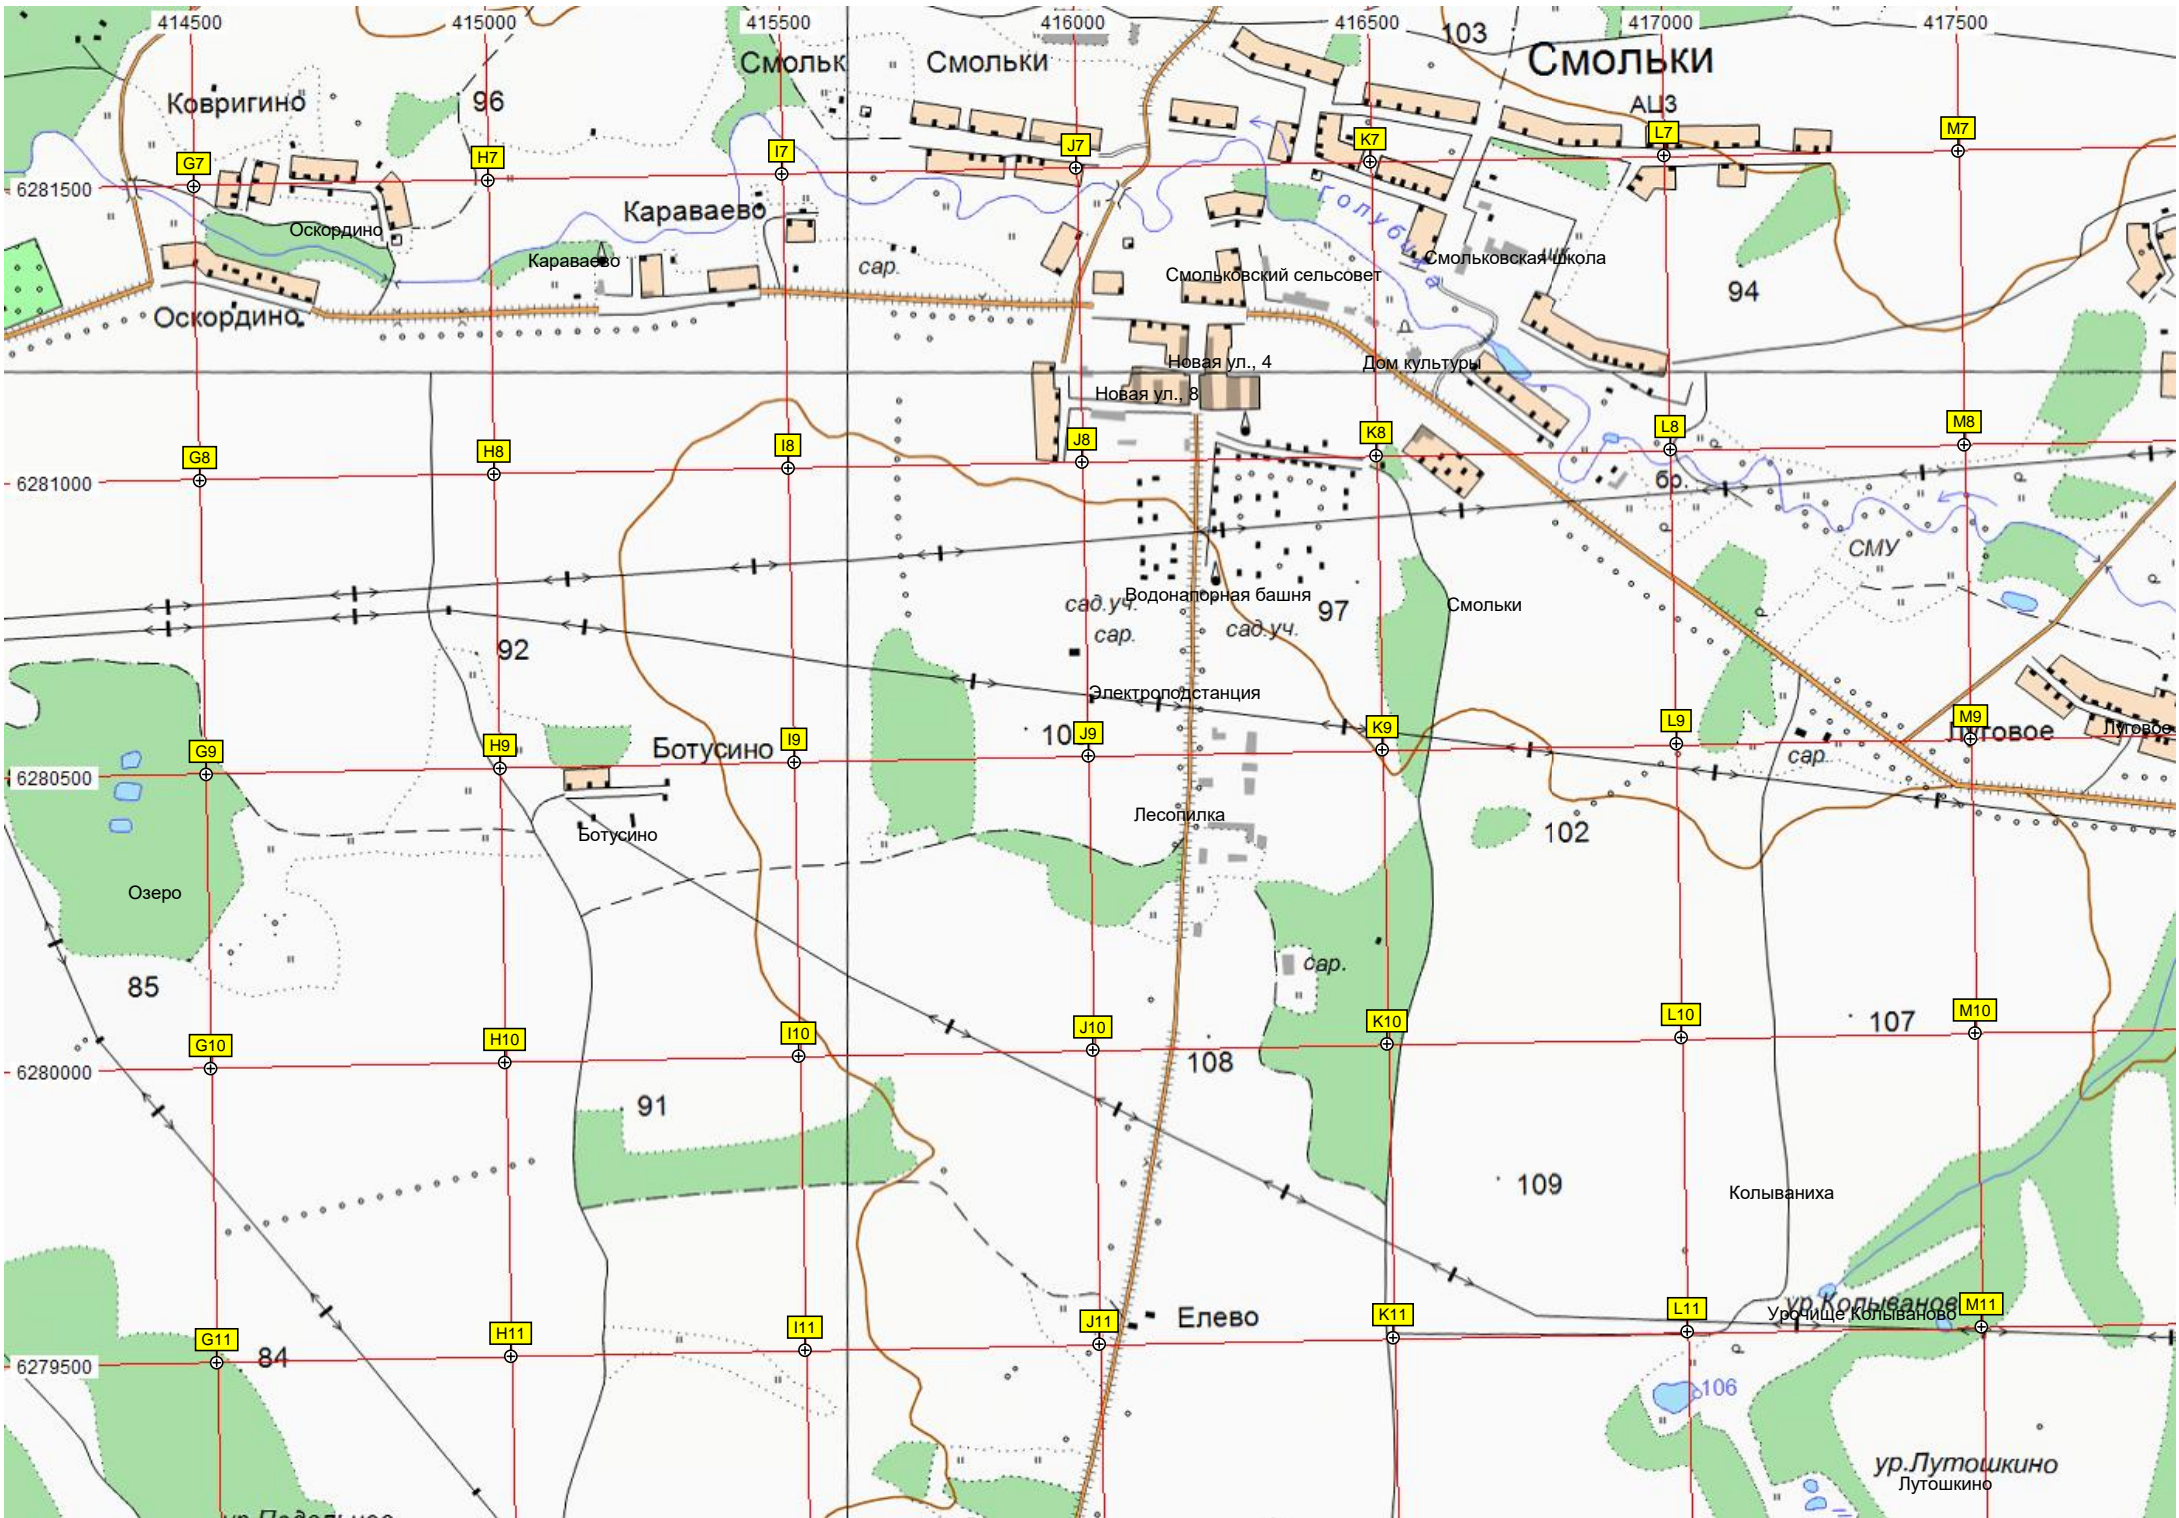 414500 415000 415500 416000 416500 417000 417500
103
Смольк Смольки Смольки
Ковригино 96 АЦЗ
G7 H7 I7 J7 K7 L7 M7
6281500
Караваево Голубиха
Оскордино
Караваево сар. Смольковский сельсовет Смольковская школа
шк.
94
Оскордино
Новая ул., 4 Дом культуры
Новая ул., 8
G8 H8 I8 J8 K8 L8 M8
6281000 бр.
СМУ
сад.уч. Водонапорная башня 97 Смольки
сар. сад.уч.
92
Электроподстанция
G9 H9 Ботусино I9 10 J9 K9 L9 M9
Луговое Луговое
сар.
6280500
Ботусино Лесопилка 102
Озеро
85 сар.
G10 H10 I10 J10 K10 L10 M10
107
6280000 108
91
109 Колываниха
ур.Колыванов
Урочище Колываново
G11 H11 I11 J11 Елево K11 L11 M11
6279500 84
106
ур.Лутошкино
Лутошкино